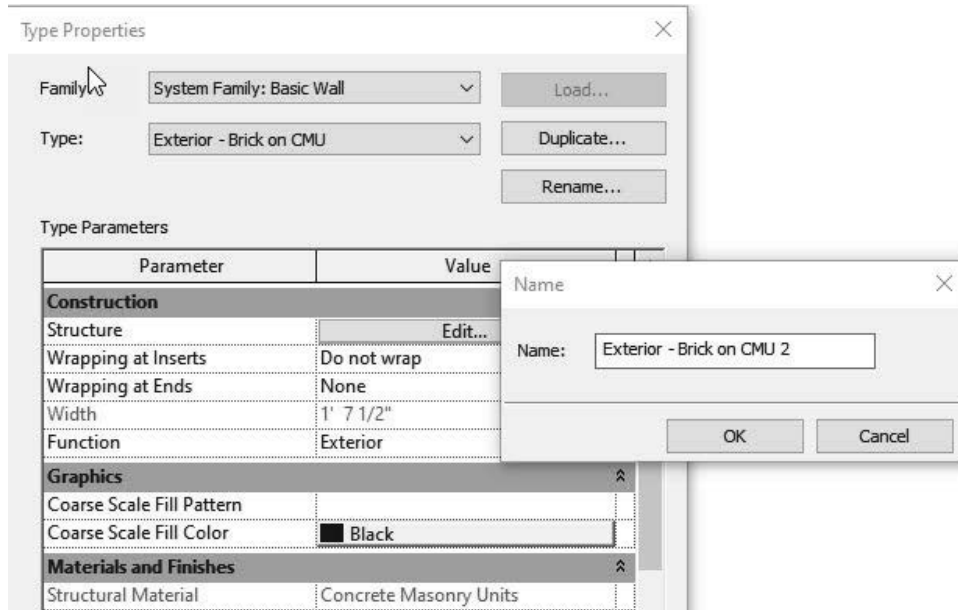 Type Properties
Family: System Family: Basic Wall Load...
Type: Exterior - Brick on CMU Duplicate...
Rename...
Type Parameters
Parameter Value
Construction
Structure Edit...
Wrapping at Inserts Do not wrap
Wrapping at Ends None
Width 1' 7 1/2"
Function Exterior
Graphics
Coarse Scale Fill Pattern
Coarse Scale Fill Color Black
Materials and Finishes
Structural Material Concrete Masonry Units
Name
Name: Exterior - Brick on CMU 2
OK Cancel